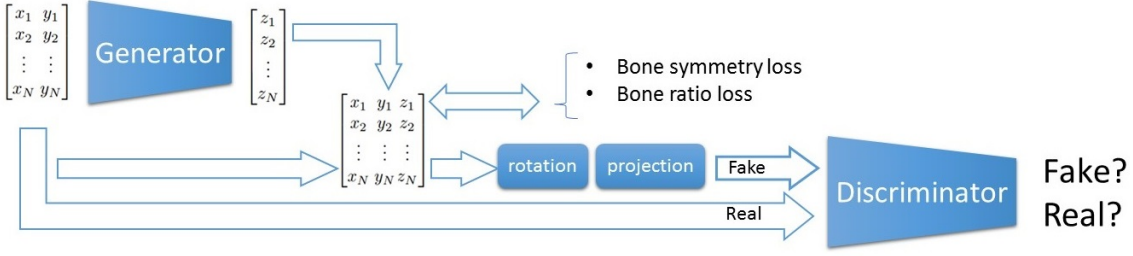 x1 y1
x2 y2
⋮ ⋮
xN yN
Generator
z1
z2
⋮
zN
• Bone symmetry loss
• Bone ratio loss
x1 y1 z1
x2 y2 z2
⋮ ⋮ ⋮
xN yN zN
rotation
projection
Fake
Real
Discriminator
Fake?
Real?